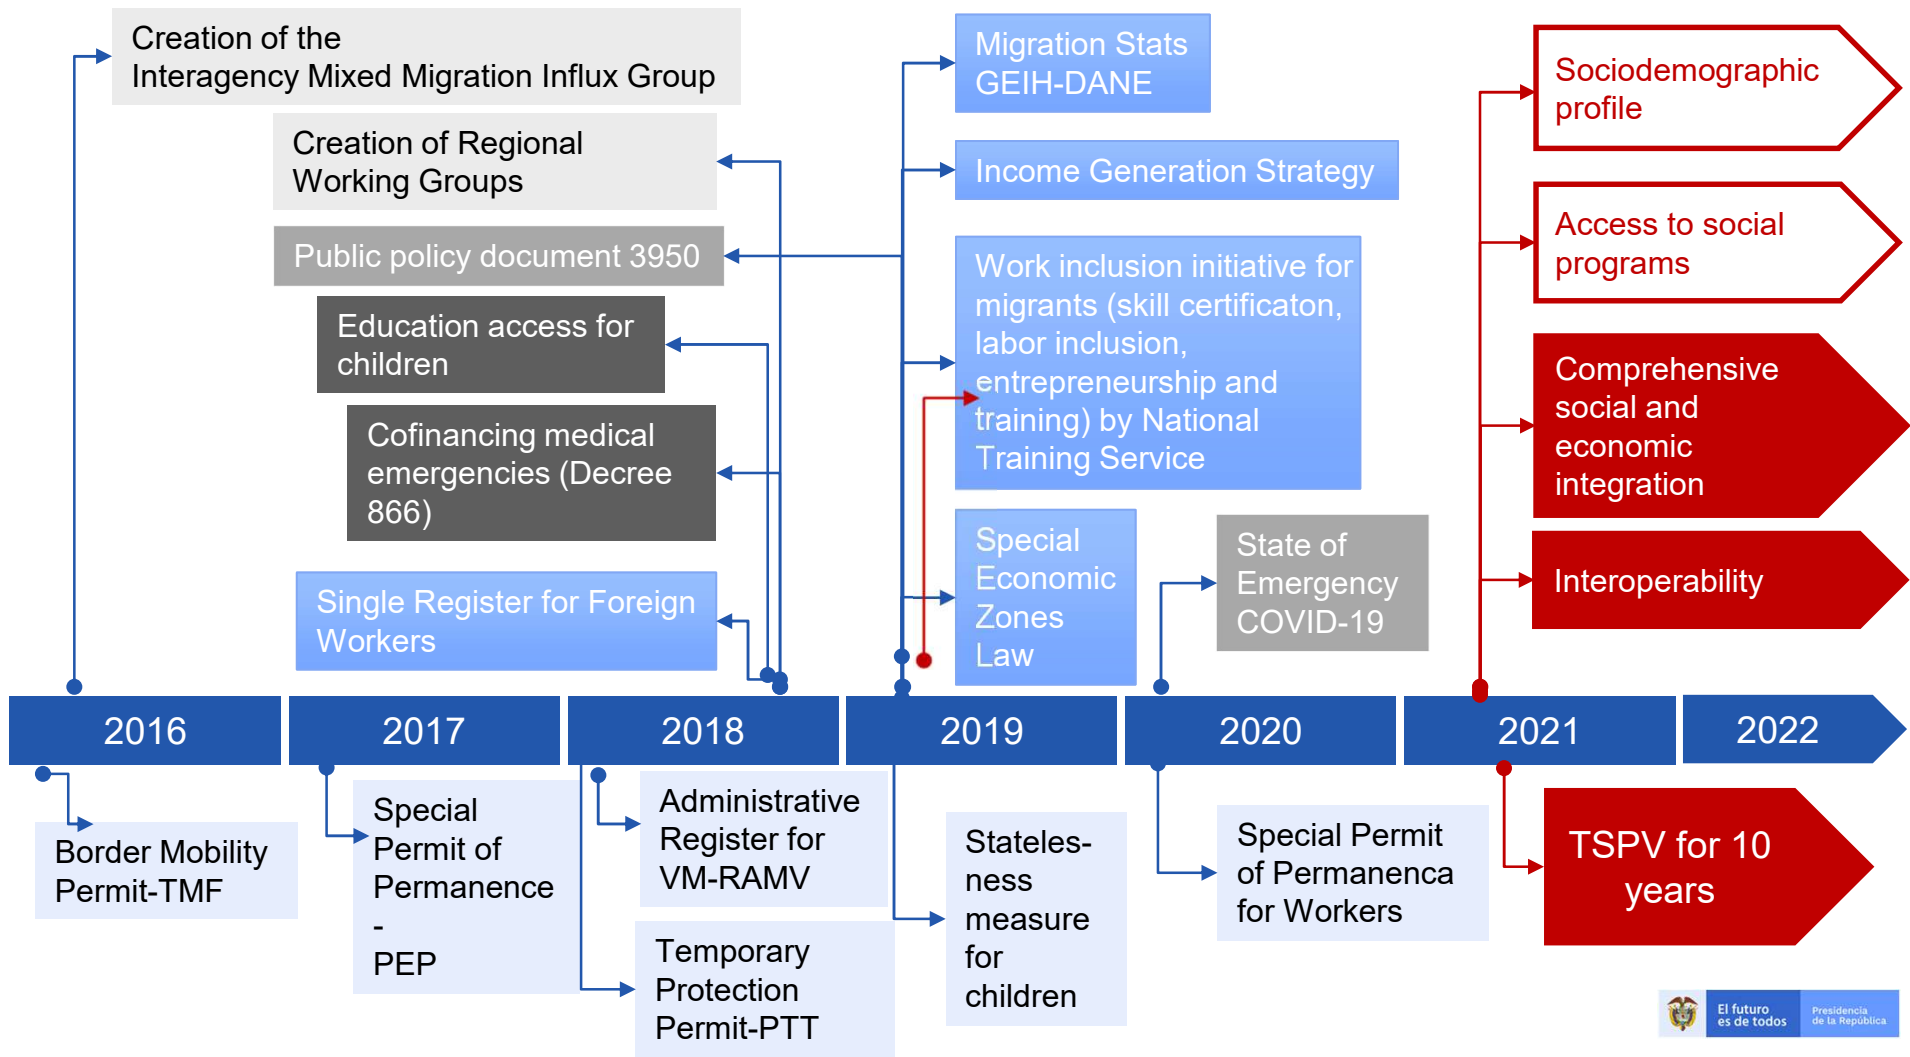 Creation of the
Interagency Mixed Migration Influx Group
Creation of Regional
Working Groups
Public policy document 3950
Education access for
children
Cofinancing medical
emergencies (Decree
866)
Single Register for Foreign
Workers
Migration Stats
GEIH-DANE
Income Generation Strategy
Work inclusion initiative for
migrants (skill certificaton,
labor inclusion,
entrepreneurship and
training) by National
Training Service
Special
Economic
Zones
Law
State of
Emergency
COVID-19
Sociodemographic
profile
Access to social
programs
Comprehensive
social and
economic
integration
Interoperability
2016
2017
2018
2019
2020
2021
2022
Border Mobility
Permit-TMF
Special
Permit of
Permanence
-
PEP
Administrative
Register for
VM-RAMV
Temporary
Protection
Permit-PTT
Stateles-
ness
measure
for
children
Special Permit
of Permanenca
for Workers
TSPV for 10
years
El futuro
es de todos
Presidencia
de la República